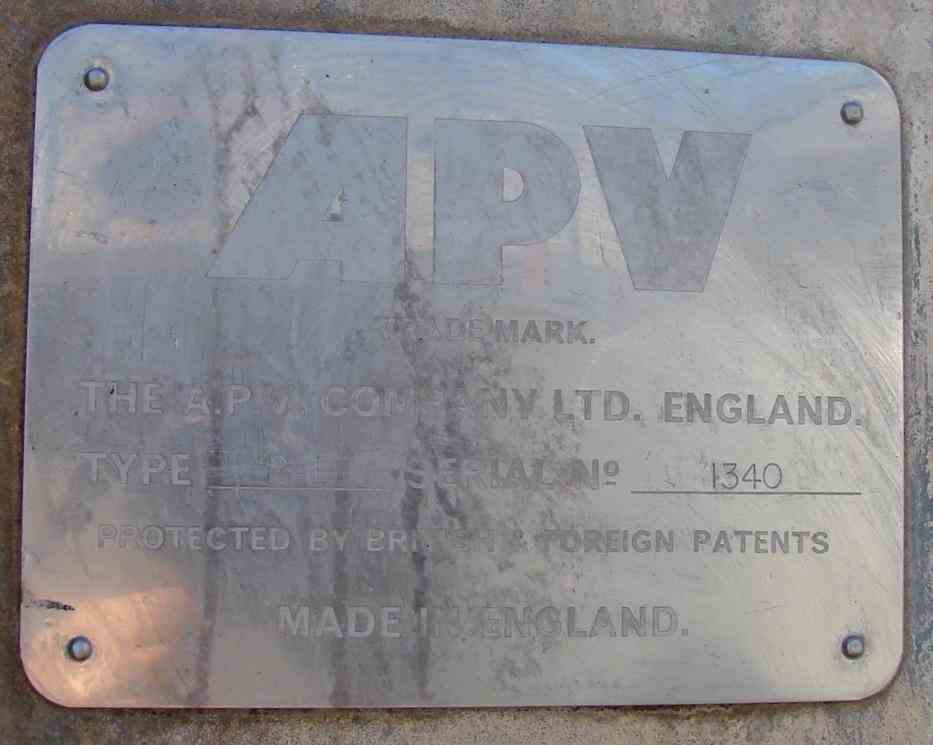 APV
TRADE MARK.
THE A.P.V. COMPANY LTD. ENGLAND.
TYPE SERIAL Nº 1340
PROTECTED BY BRITISH & FOREIGN PATENTS
MADE IN ENGLAND.